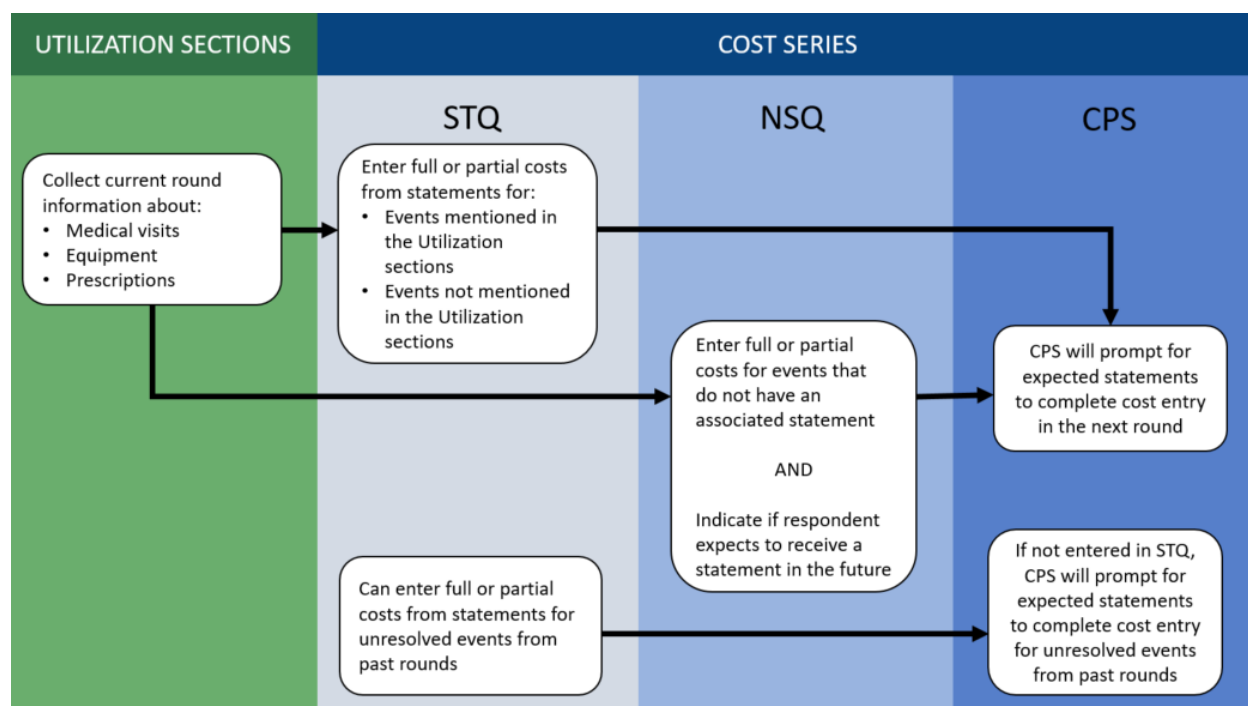 UTILIZATION SECTIONS
COST SERIES
STQ
NSQ
CPS
Collect current round
information about:
• Medical visits
• Equipment
• Prescriptions
Enter full or partial costs
from statements for:
• Events mentioned in
the Utilization
sections
• Events not mentioned
in the Utilization
sections
Enter full or partial
costs for events that
do not have an
associated statement
AND
Indicate if respondent
expects to receive a
statement in the future
CPS will prompt for
expected statements
to complete cost entry
in the next round
Can enter full or partial
costs from statements for
unresolved events from
past rounds
If not entered in STQ,
CPS will prompt for
expected statements
to complete cost entry
for unresolved events
from past rounds